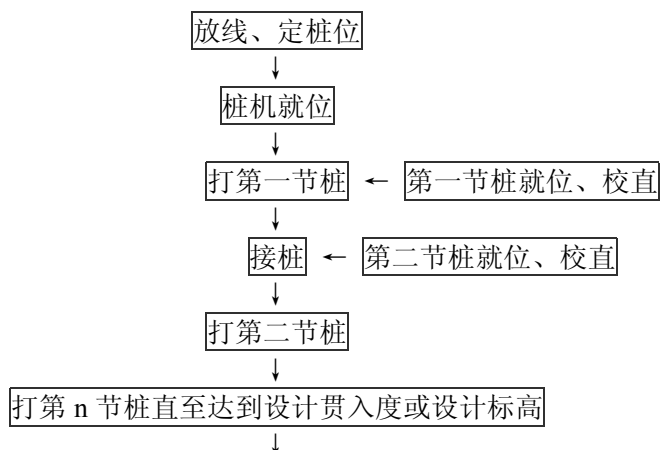 放线、定桩位
↓
桩机就位
↓
打第一节桩 ← 第一节桩就位、校直
↓
接桩 ← 第二节桩就位、校直
↓
打第二节桩
↓
打第 n 节桩直至达到设计贯入度或设计标高
↓